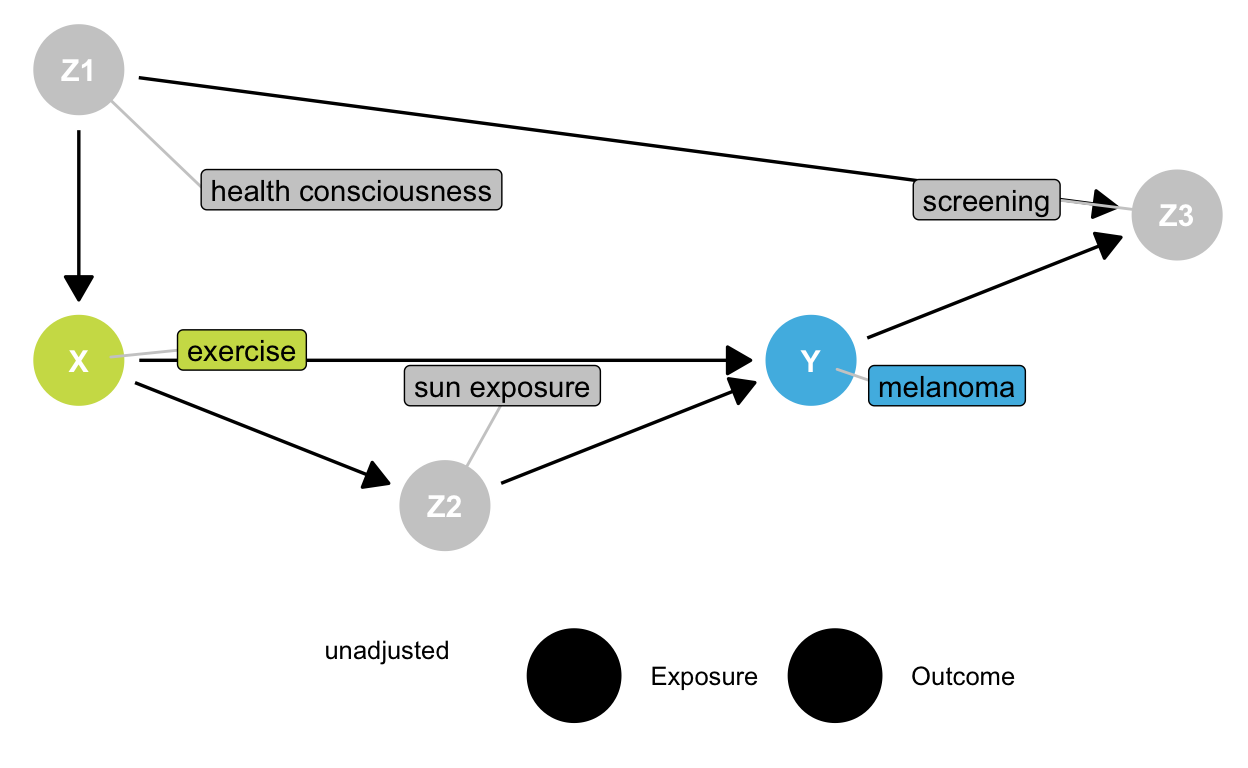 Z1
health consciousness
screening
Z3
X
exercise
sun exposure
Y
melanoma
Z2
unadjusted
Exposure
Outcome